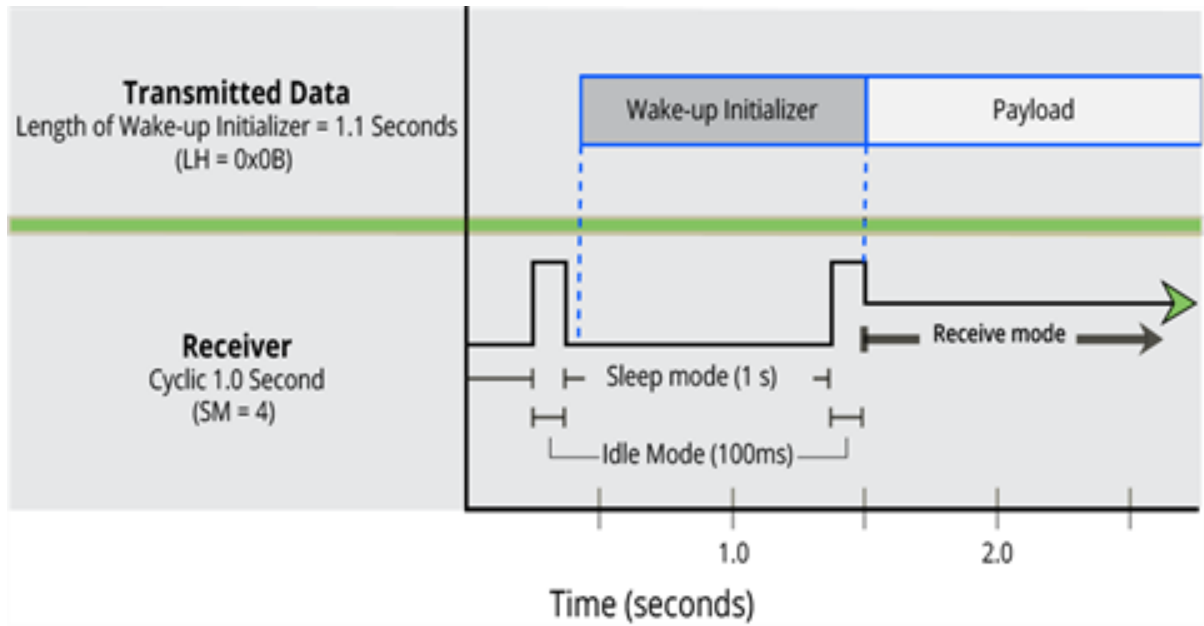 Transmitted Data
Length of Wake-up Initializer = 1.1 Seconds
(LH = 0x0B)
Wake-up Initializer
Payload
Receiver
Cyclic 1.0 Second
(SM = 4)
Receive mode
Sleep mode (1 s)
Idle Mode (100ms)
1.0
2.0
Time (seconds)